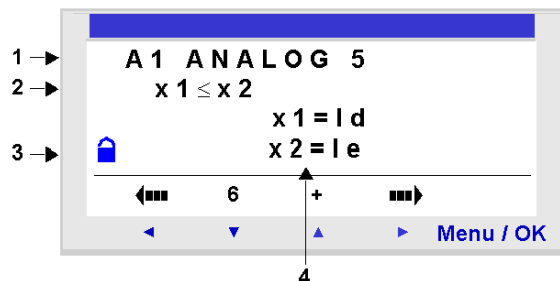 1 A1 ANALOG 5
2 x1 ≤ x2
x1 = Id
3 x2 = Ie
6 +
Menu / OK
4